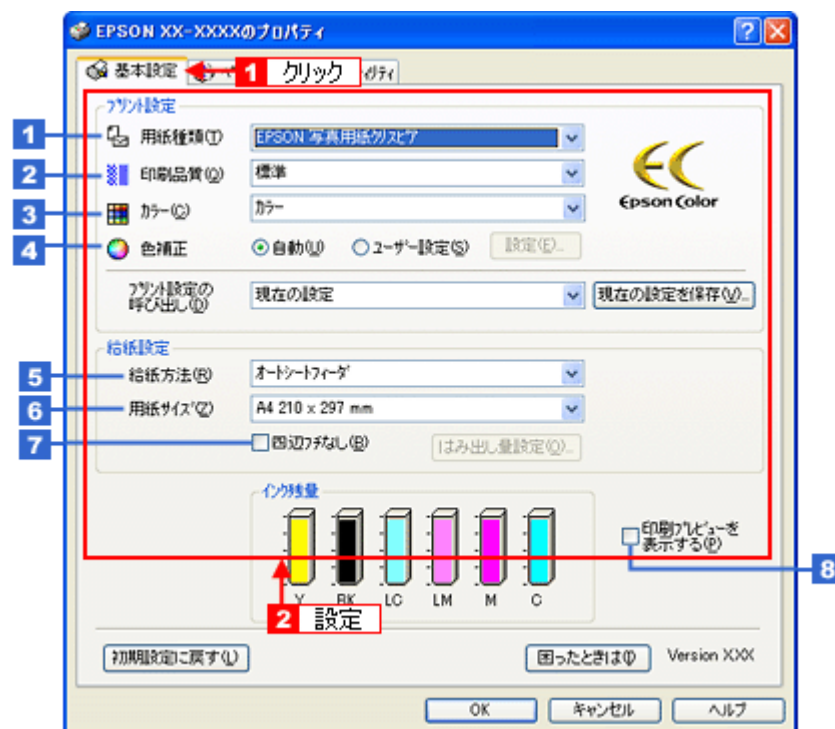 EPSON XX-XXXXのプロパティ
基本設定
1 クリック
ィリティ
プリント設定
1 用紙種類(T) EPSON 写真用紙クリスピア
2 印刷品質(Q) 標準
3 カラー(C) カラー
4 色補正 自動(U) ユーザー設定(S) 設定(E)...
Epson Color
プリント設定の
呼び出し(D)
現在の設定 現在の設定を保存(V)...
給紙設定
5 給紙方法(R) オートシートフィーダ
6 用紙サイズ(Z) A4 210 x 297 mm
7 四辺フチなし(B) はみ出し量設定(O)...
インク残量
Y BK LC LM M C
印刷プレビューを
表示する(P)
8
2 設定
初期設定に戻す(L) 困ったときは(I) Version XXX
OK キャンセル ヘルプ